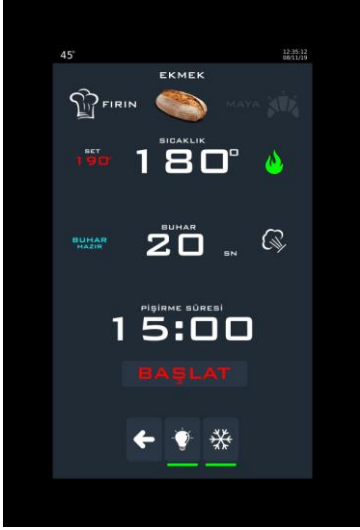 45°
12:35:12
08/11/19
EKMEK
FIRIN
MAYA
SICAKLIK
SET
190°
180°
BUHAR
BUHAR
HAZIR
20 SN
PİŞİRME SÜRESİ
15:00
BAŞLAT